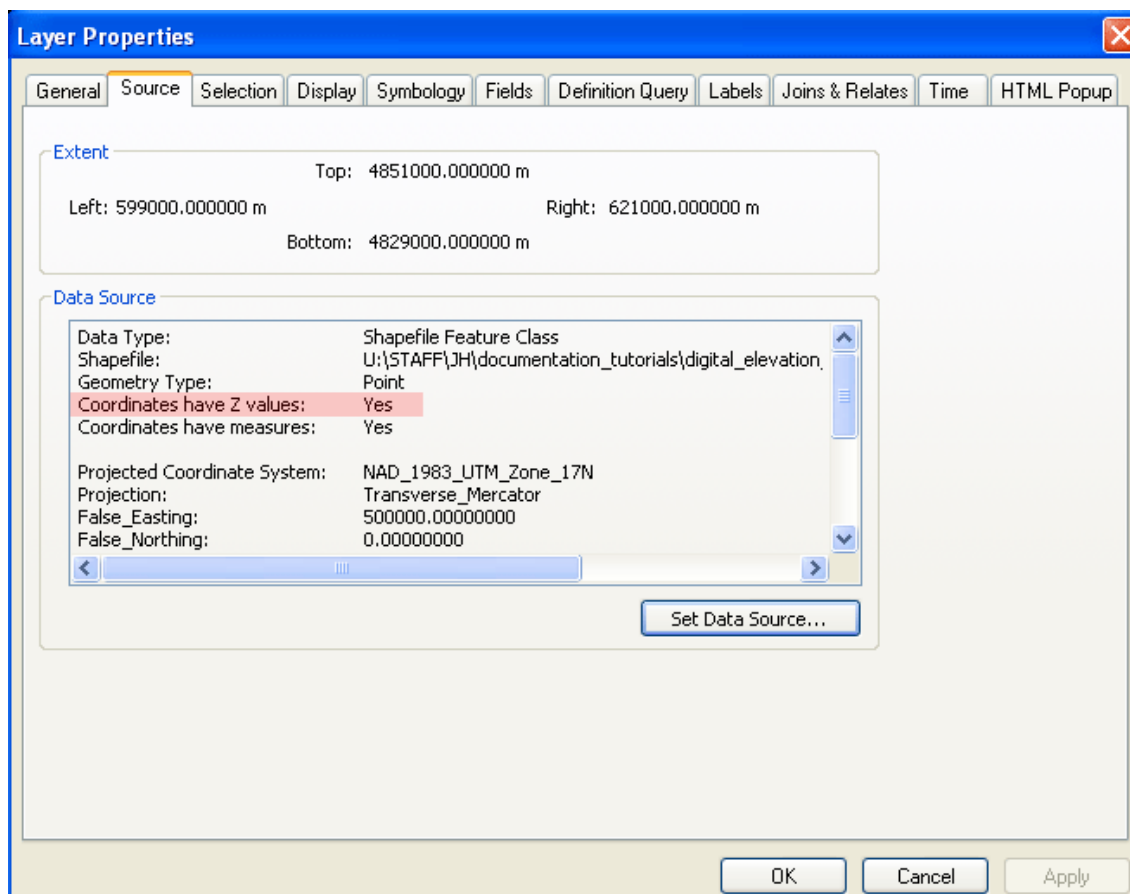 Layer Properties
General Source Selection Display Symbology Fields Definition Query Labels Joins & Relates Time HTML Popup
Extent
Top: 4851000.000000 m
Left: 599000.000000 m Right: 621000.000000 m
Bottom: 4829000.000000 m
Data Source
Data Type: Shapefile Feature Class
Shapefile: U:\STAFF\JH\documentation_tutorials\digital_elevation_
Geometry Type: Point
Coordinates have Z values: Yes
Coordinates have measures: Yes
Projected Coordinate System: NAD_1983_UTM_Zone_17N
Projection: Transverse_Mercator
False_Easting: 500000.00000000
False_Northing: 0.00000000
Set Data Source...
OK Cancel Apply